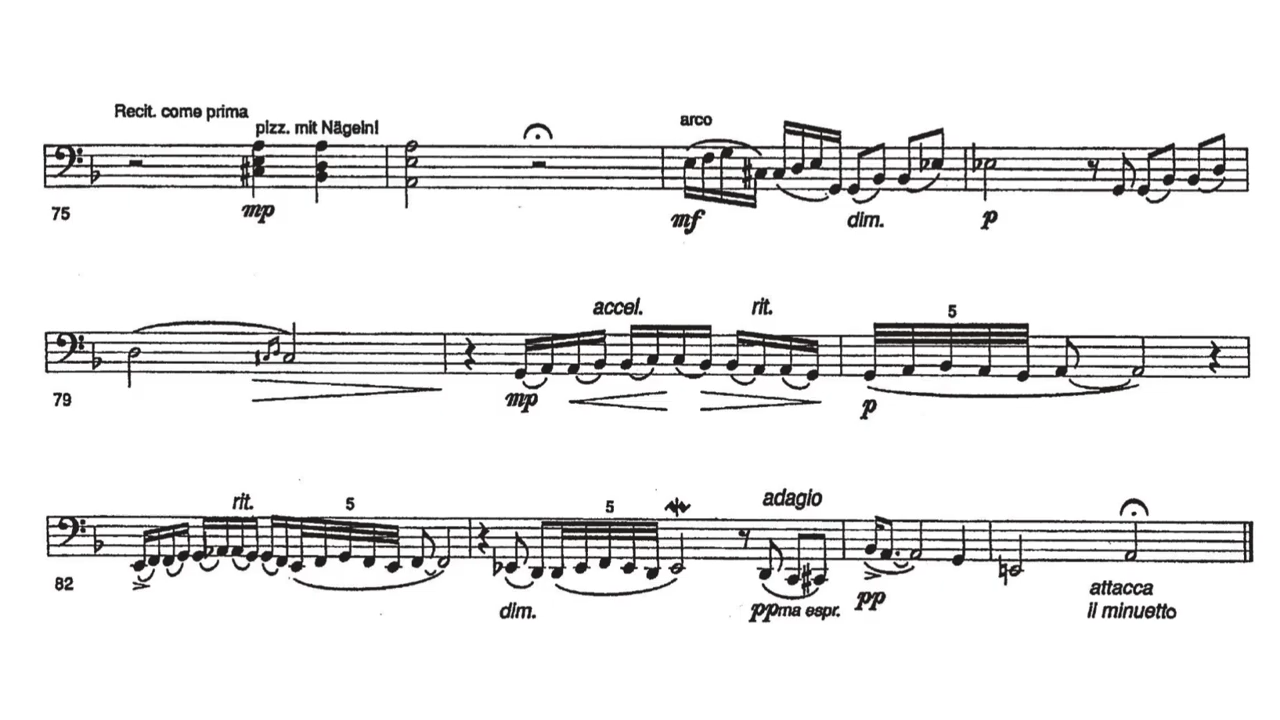 Recit. come prima
pizz. mit Nägeln!
arco
75
mp
mf
dim.
p
accel.
rit.
5
79
mp
p
rit.
5
5
adagio
82
dim.
pp ma espr.
pp
attacca
il minuetto